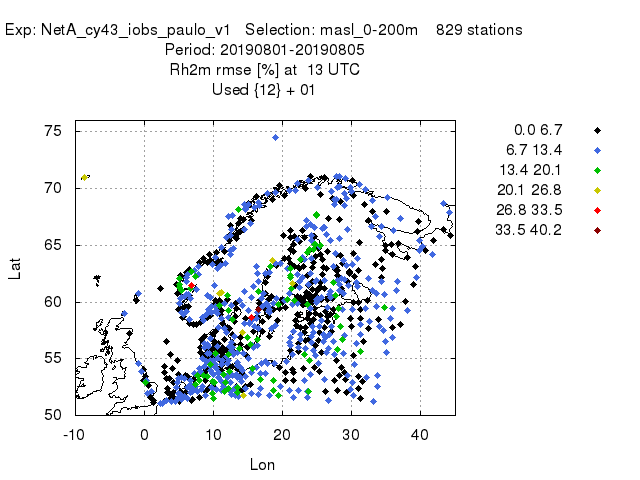 Exp: NetA_cy43_iobs_paulo_v1 Selection: masl_0-200m 829 stations
Period: 20190801-20190805
Rh2m rmse [%] at 13 UTC
Used {12} + 01
75
70
65
60
55
50
-10 0 10 20 30 40
Lat
Lon
0.0 6.7
6.7 13.4
13.4 20.1
20.1 26.8
26.8 33.5
33.5 40.2